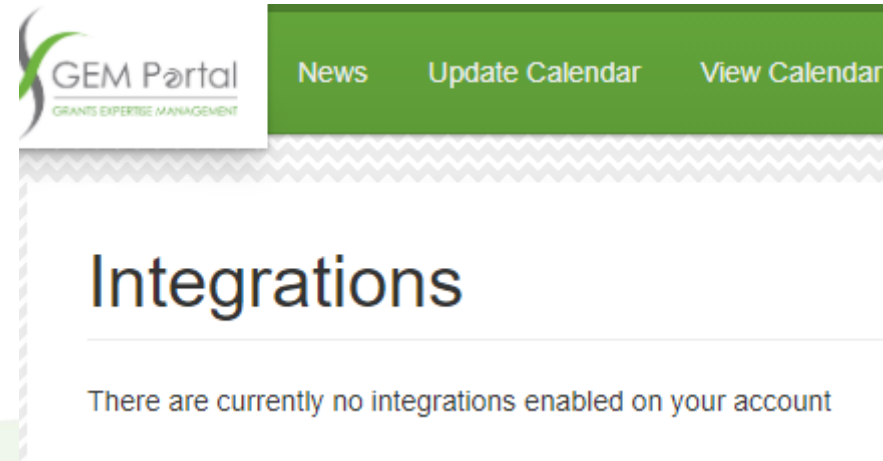 GEM Portal
GRANTS EXPERTISE MANAGEMENT
News
Update Calendar
View Calendar
Integrations
There are currently no integrations enabled on your account